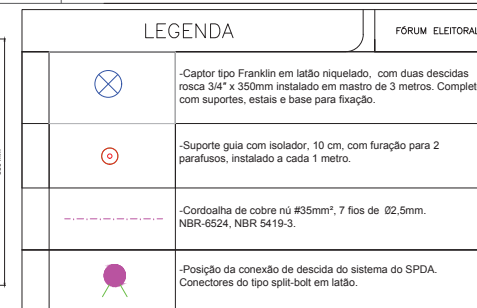 LEGENDA
FÓRUM ELEITORAL
-Captor tipo Franklin em latão niquelado, com duas descidas
rosca 3/4" x 350mm instalado em mastro de 3 metros. Complet
com suportes, estais e base para fixação.
-Suporte guia com isolador, 10 cm, com furação para 2
parafusos, instalado a cada 1 metro.
-Cordoalha de cobre nú #35mm², 7 fios de Ø2,5mm.
NBR-6524, NBR 5419-3.
-Posição da conexão de descida do sistema do SPDA.
Conectores do tipo split-bolt em latão.